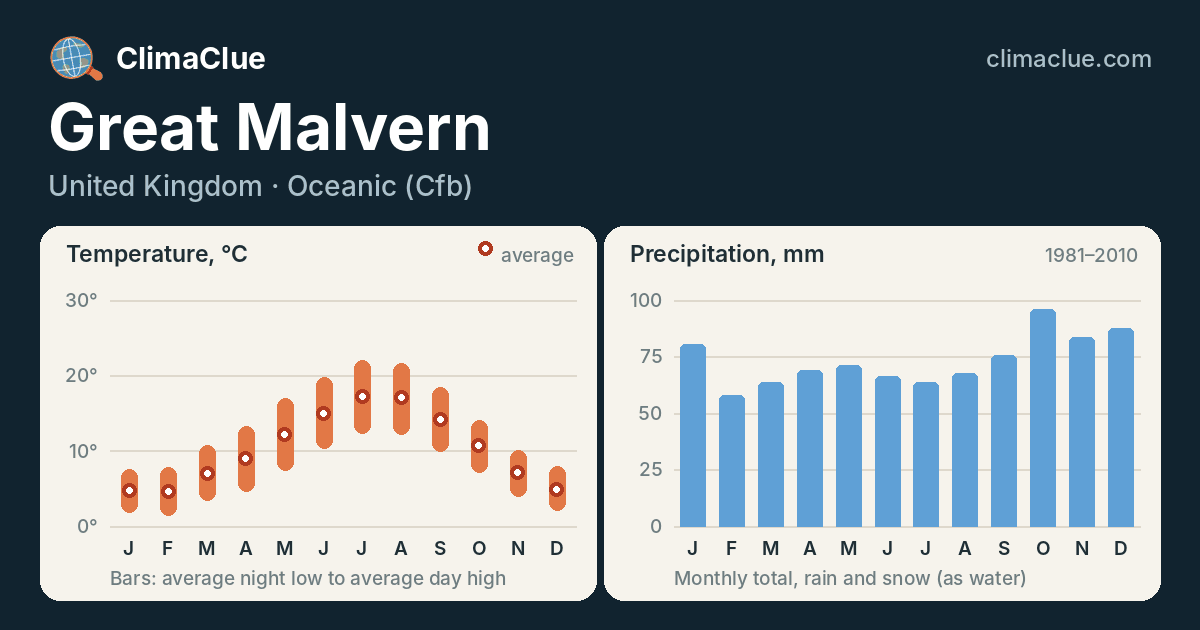 ClimaClue
climaclue.com
Great Malvern
United Kingdom · Oceanic (Cfb)
Temperature, °C
average
30°
20°
10°
0°
J F M A M J J A S O N D
Bars: average night low to average day high
Precipitation, mm
1981–2010
100
75
50
25
0
J F M A M J J A S O N D
Monthly total, rain and snow (as water)